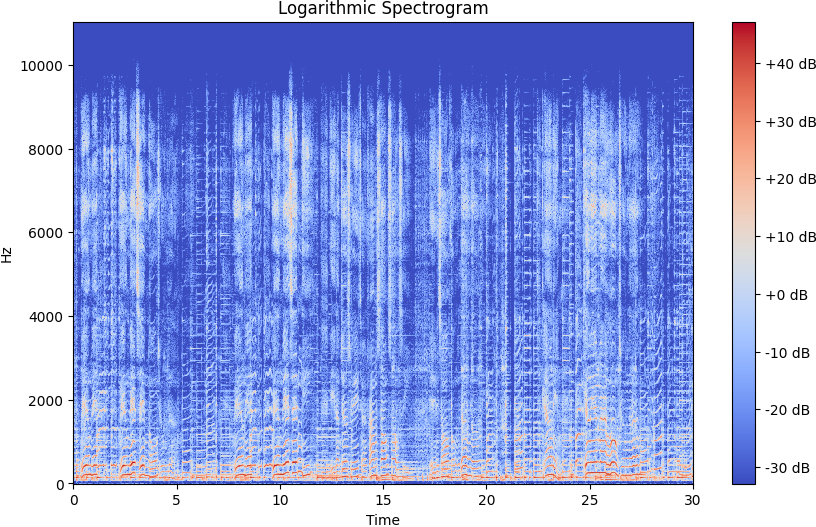 Logarithmic Spectrogram
Hz
10000
8000
6000
4000
2000
0
0 5 10 15 20 25 30
Time
+40 dB
+30 dB
+20 dB
+10 dB
+0 dB
-10 dB
-20 dB
-30 dB